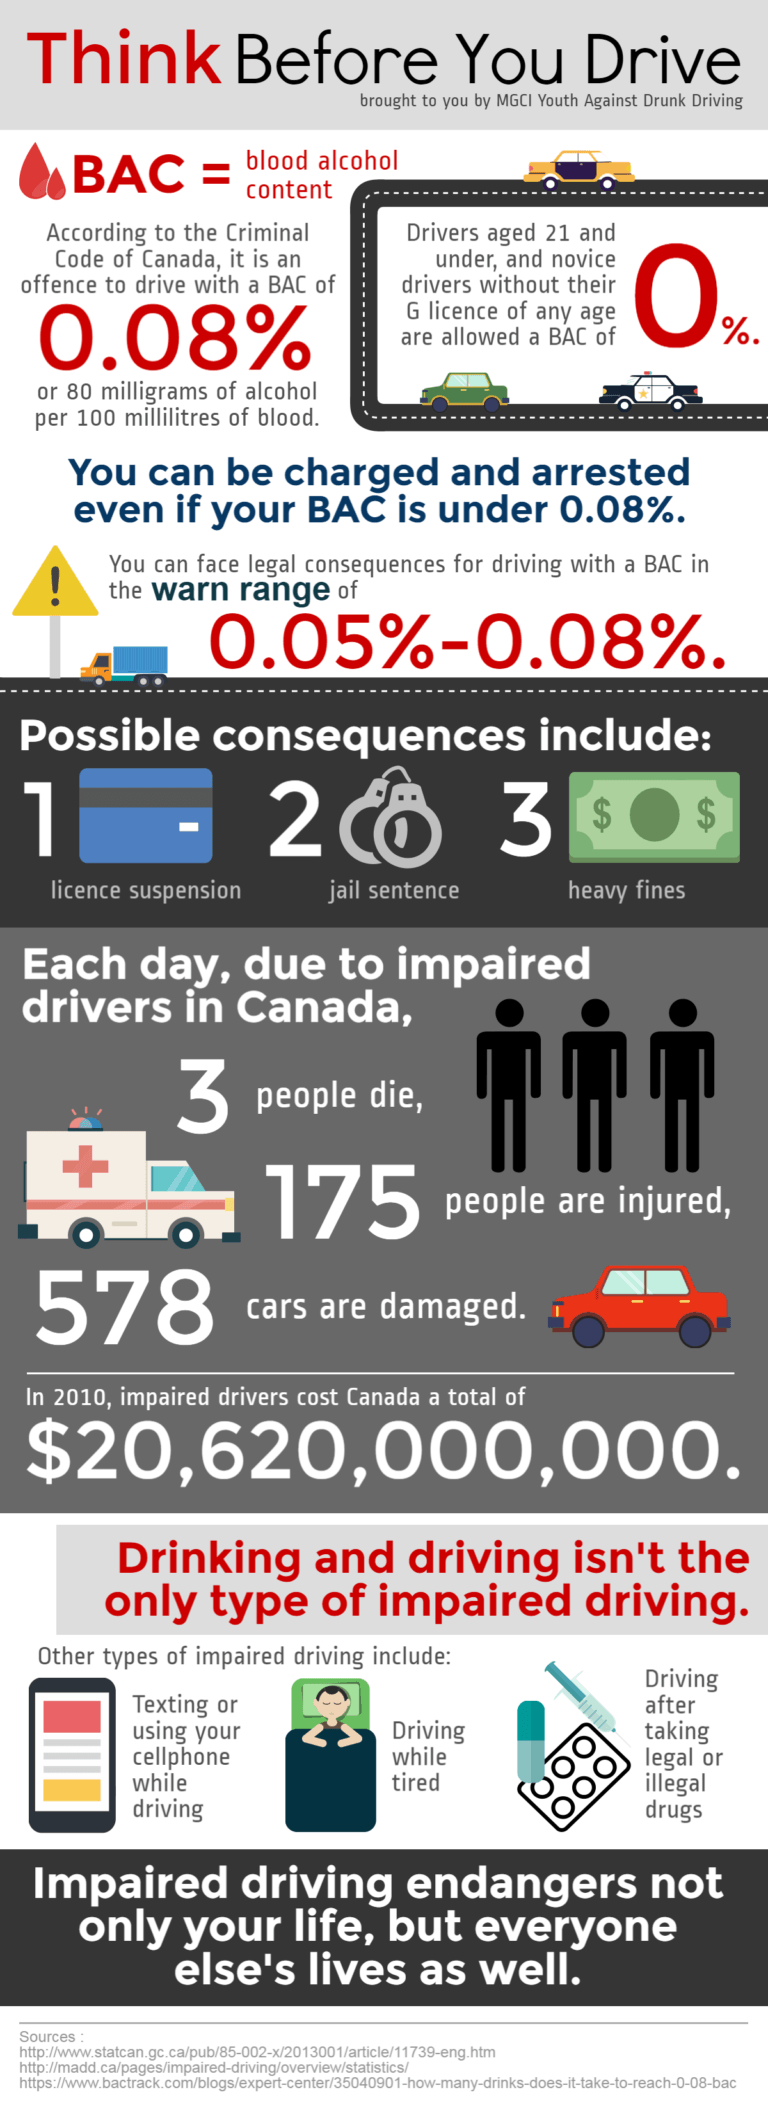 Think Before You Drive
brought to you by MGCI Youth Against Drunk Driving
BAC = blood alcohol
content
According to the Criminal
Code of Canada, it is an
offence to drive with a BAC of
0.08%
or 80 milligrams of alcohol
per 100 millilitres of blood.
Drivers aged 21 and
under, and novice
drivers without their
G licence of any age
are allowed a BAC of
0%.
You can be charged and arrested
even if your BAC is under 0.08%.
!
You can face legal consequences for driving with a BAC in
the warn range of
0.05%-0.08%.
Possible consequences include:
1
licence suspension
2
jail sentence
3
$ $
heavy fines
Each day, due to impaired
drivers in Canada,
3 people die,
175 people are injured,
578 cars are damaged.
In 2010, impaired drivers cost Canada a total of
$20,620,000,000.
Drinking and driving isn't the
only type of impaired driving.
Other types of impaired driving include:
Texting or
using your
cellphone
while
driving
Driving
while
tired
Driving
after
taking
legal or
illegal
drugs
Impaired driving endangers not
only your life, but everyone
else's lives as well.
Sources :
http://www.statcan.gc.ca/pub/85-002-x/2013001/article/11739-eng.htm
http://madd.ca/pages/impaired-driving/overview/statistics/
https://www.bactrack.com/blogs/expert-center/35040901-how-many-drinks-does-it-take-to-reach-0-08-bac